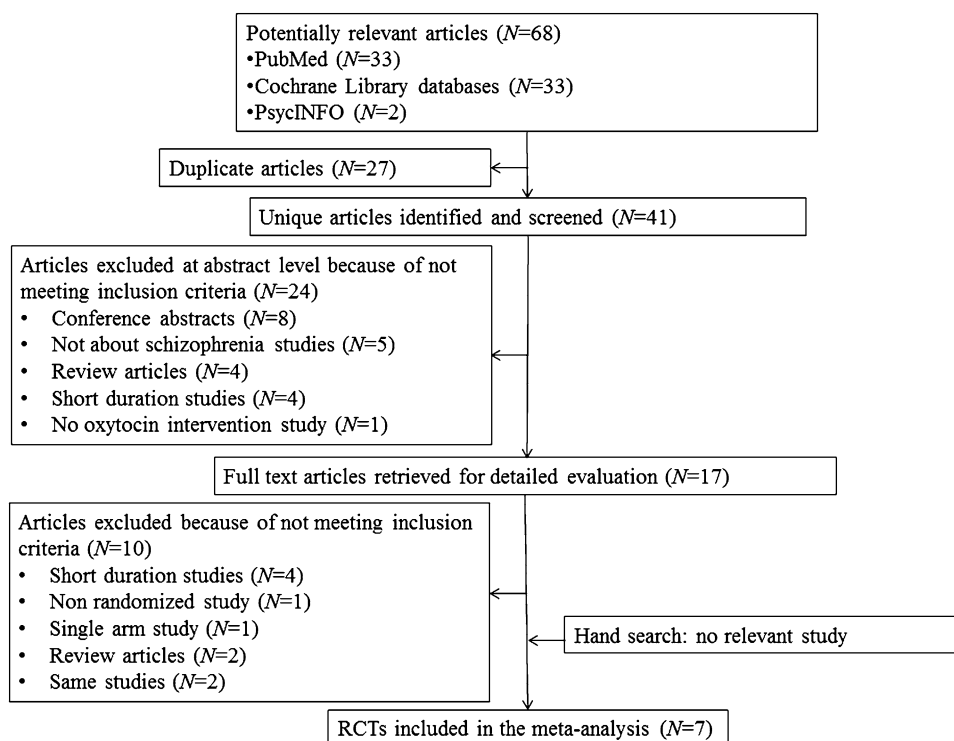 Potentially relevant articles (N=68)
•PubMed (N=33)
•Cochrane Library databases (N=33)
•PsycINFO (N=2)
Duplicate articles (N=27)
Unique articles identified and screened (N=41)
Articles excluded at abstract level because of not
meeting inclusion criteria (N=24)
• Conference abstracts (N=8)
• Not about schizophrenia studies (N=5)
• Review articles (N=4)
• Short duration studies (N=4)
• No oxytocin intervention study (N=1)
Full text articles retrieved for detailed evaluation (N=17)
Articles excluded because of not meeting inclusion
criteria (N=10)
• Short duration studies (N=4)
• Non randomized study (N=1)
• Single arm study (N=1)
• Review articles (N=2)
• Same studies (N=2)
Hand search: no relevant study
RCTs included in the meta-analysis (N=7)